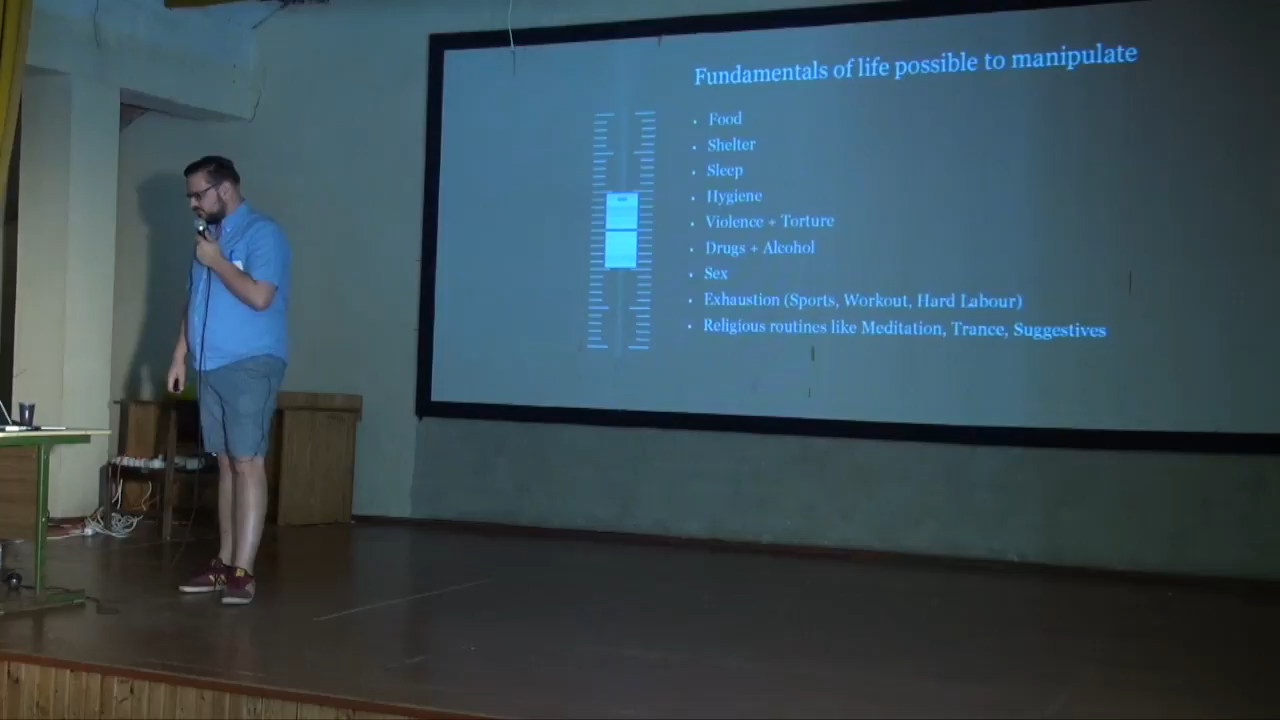 Fundamentals of life possible to manipulate
• Food
• Shelter
• Sleep
• Hygiene
• Violence + Torture
• Drugs + Alcohol
• Sex
• Exhaustion (Sports, Workout, Hard Labour)
• Religious routines like Meditation, Trance, Suggestives